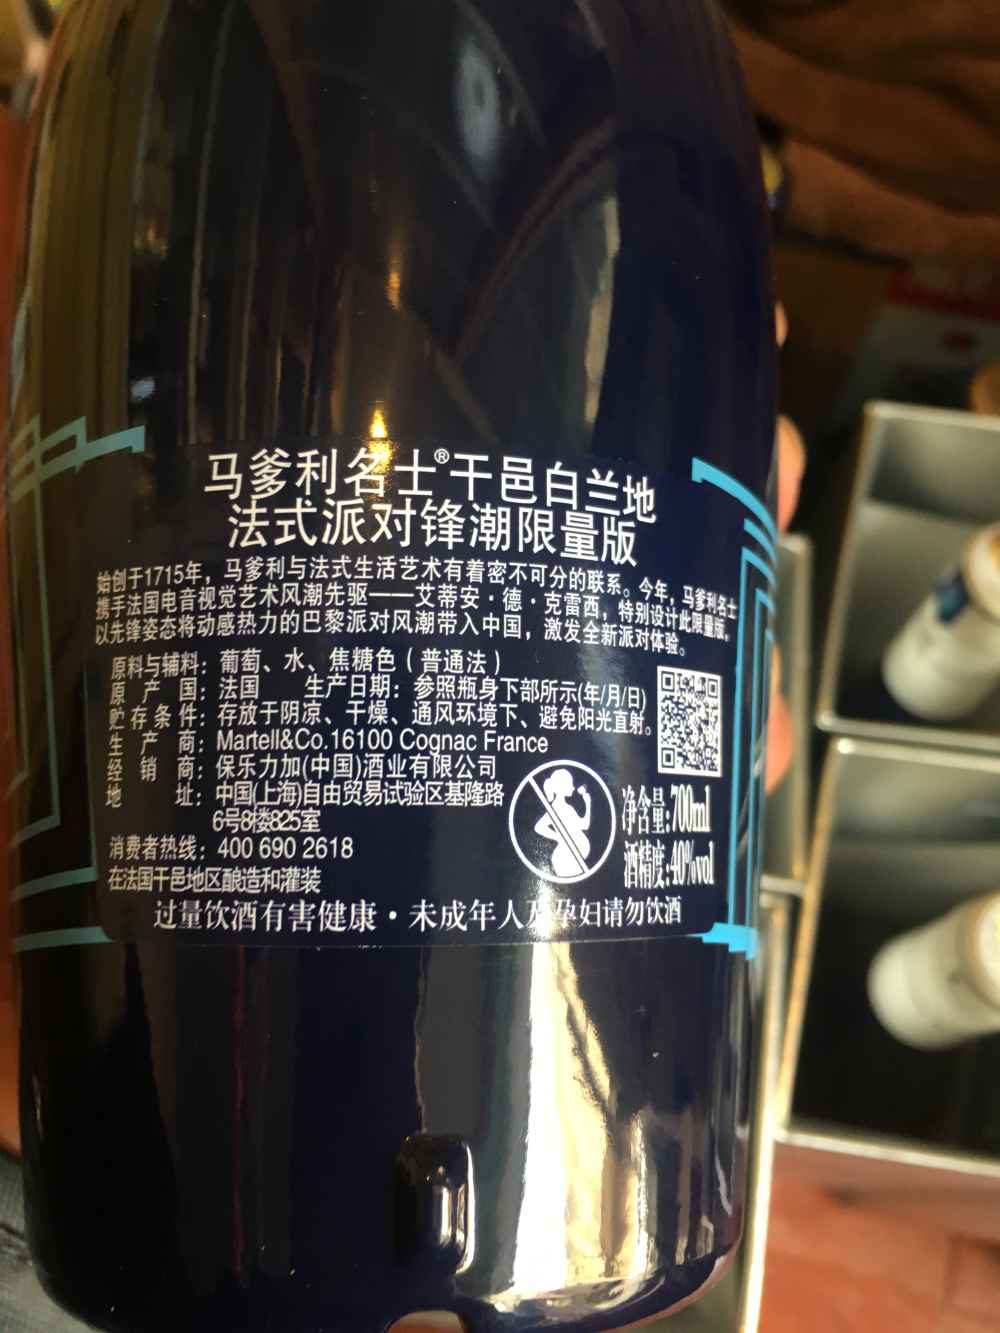 马爹利名士®干邑白兰地
法式派对锋潮限量版
始创于1715年，马爹利与法式生活艺术有着密不可分的联系。今年，马爹利名士
携手法国电音视觉艺术风潮先驱——艾蒂安·德·克雷西，特别设计此限量版，
以先锋姿态将动感热力的巴黎派对风潮带入中国，激发全新派对体验。
原料与辅料：葡萄、水、焦糖色（普通法）
原产国：法国 生产日期：参照瓶身下部所示(年/月/日)
贮存条件：存放于阴凉、干燥、通风环境下、避免阳光直射。
生产商：Martell&Co.16100 Cognac France
经销商：保乐力加(中国)酒业有限公司
地址：中国(上海)自由贸易试验区基隆路
6号8楼825室
消费者热线：400 690 2618
在法国干邑地区酿造和灌装
净含量:700ml
酒精度:40%vol
过量饮酒有害健康·未成年人及孕妇请勿饮酒